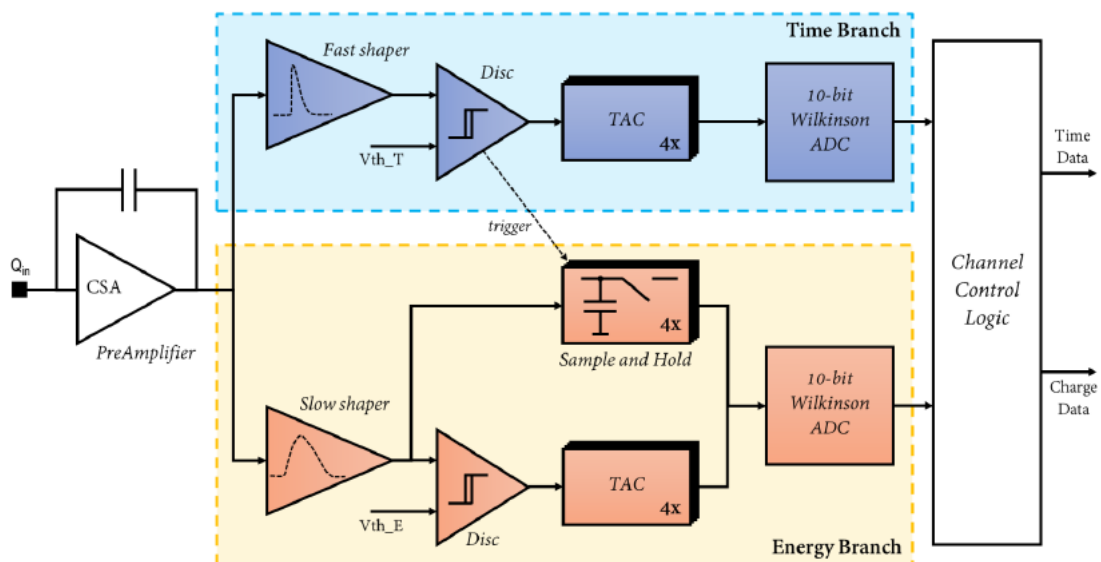 Time Branch
Fast shaper
Disc
Vth_T
TAC
4x
10-bit
Wilkinson
ADC
trigger
Q_in
CSA
PreAmplifier
Slow shaper
4x
Sample and Hold
Vth_E
Disc
TAC
4x
10-bit
Wilkinson
ADC
Energy Branch
Channel
Control
Logic
Time
Data
Charge
Data